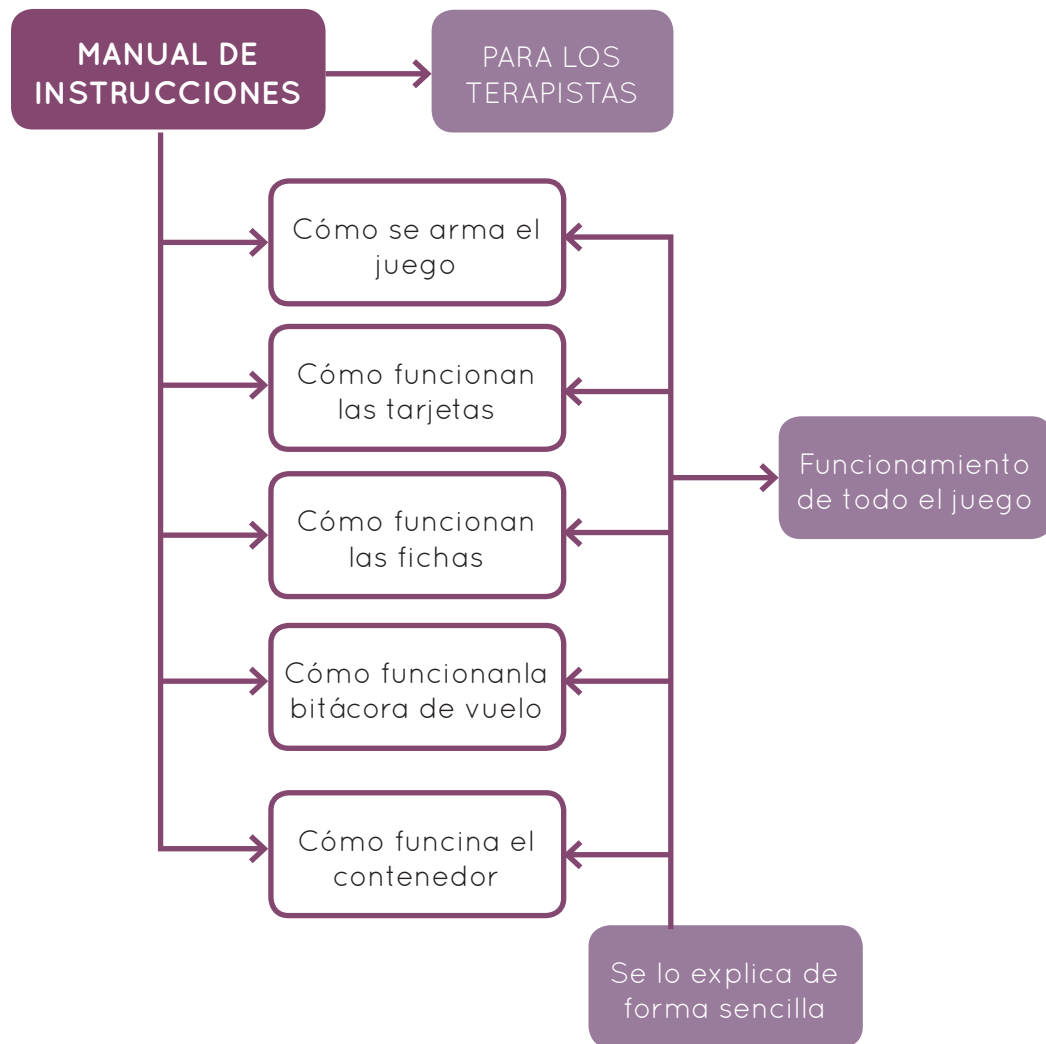 MANUAL DE
INSTRUCCIONES
PARA LOS
TERAPISTAS
Cómo se arma el
juego
Cómo funcionan
las tarjetas
Cómo funcionan
las fichas
Cómo funcionanla
bitácora de vuelo
Cómo funcina el
contenedor
Funcionamiento
de todo el juego
Se lo explica de
forma sencilla